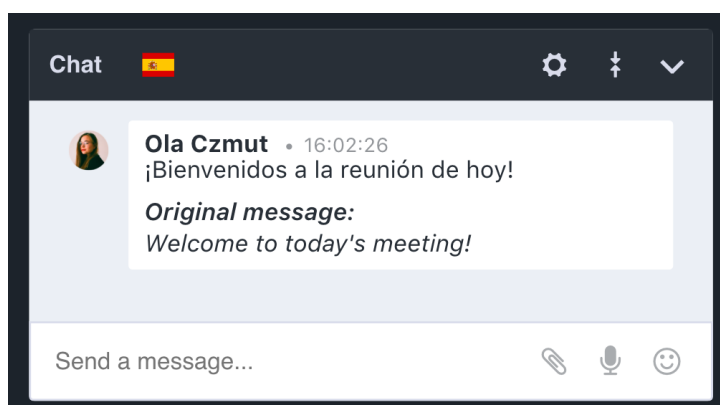 Chat
Ola Czmut • 16:02:26
¡Bienvenidos a la reunión de hoy!
Original message:
Welcome to today's meeting!
Send a message...